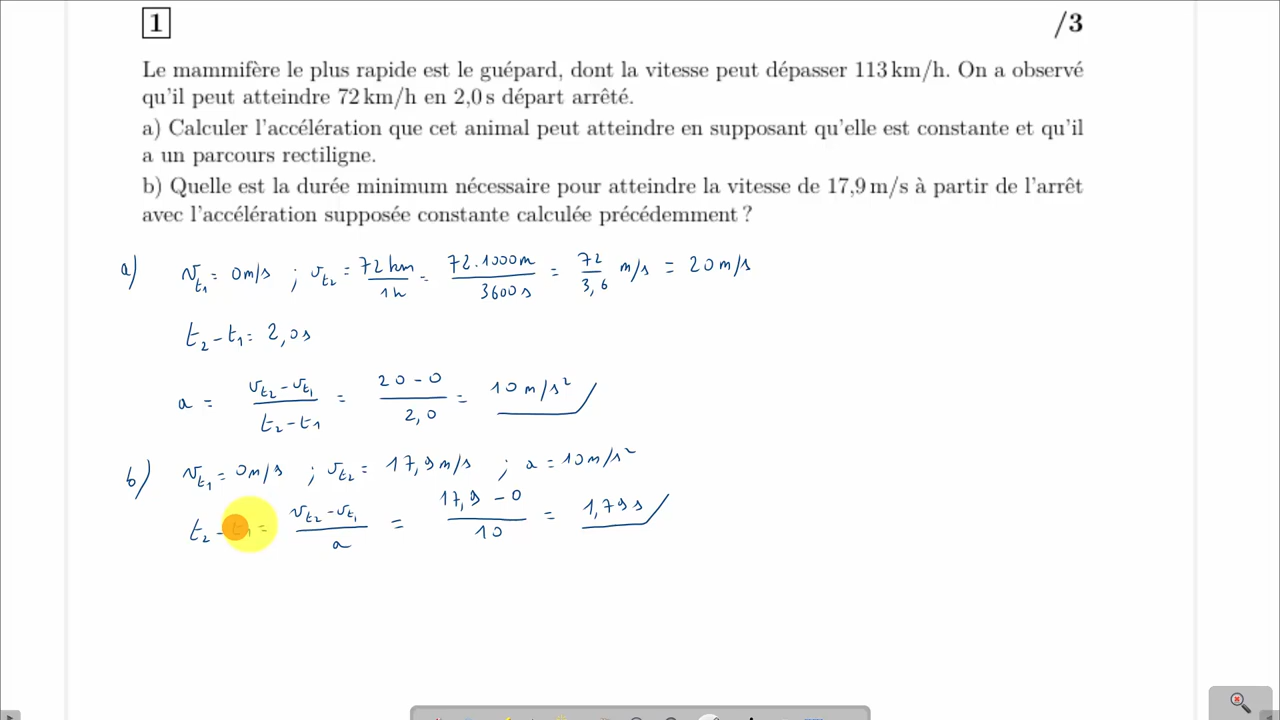 1 /3
Le mammifère le plus rapide est le guépard, dont la vitesse peut dépasser 113 km/h. On a observé
qu'il peut atteindre 72 km/h en 2,0 s départ arrêté.
a) Calculer l'accélération que cet animal peut atteindre en supposant qu'elle est constante et qu'il
a un parcours rectiligne.
b) Quelle est la durée minimum nécessaire pour atteindre la vitesse de 17,9 m/s à partir de l'arrêt
avec l'accélération supposée constante calculée précédemment ?
a) v_t1 = 0 m/s ; v_t2 = 72 km / 1 h = 72 . 1000 m / 3600 s = 72 / 3,6 m/s = 20 m/s
t2 - t1 = 2,0 s
a = (v_t2 - v_t1) / (t2 - t1) = (20 - 0) / 2,0 = 10 m/s²
b) v_t1 = 0 m/s ; v_t2 = 17,9 m/s ; a = 10 m/s²
t2 - t1 = (v_t2 - v_t1) / a = (17,9 - 0) / 10 = 1,79 s